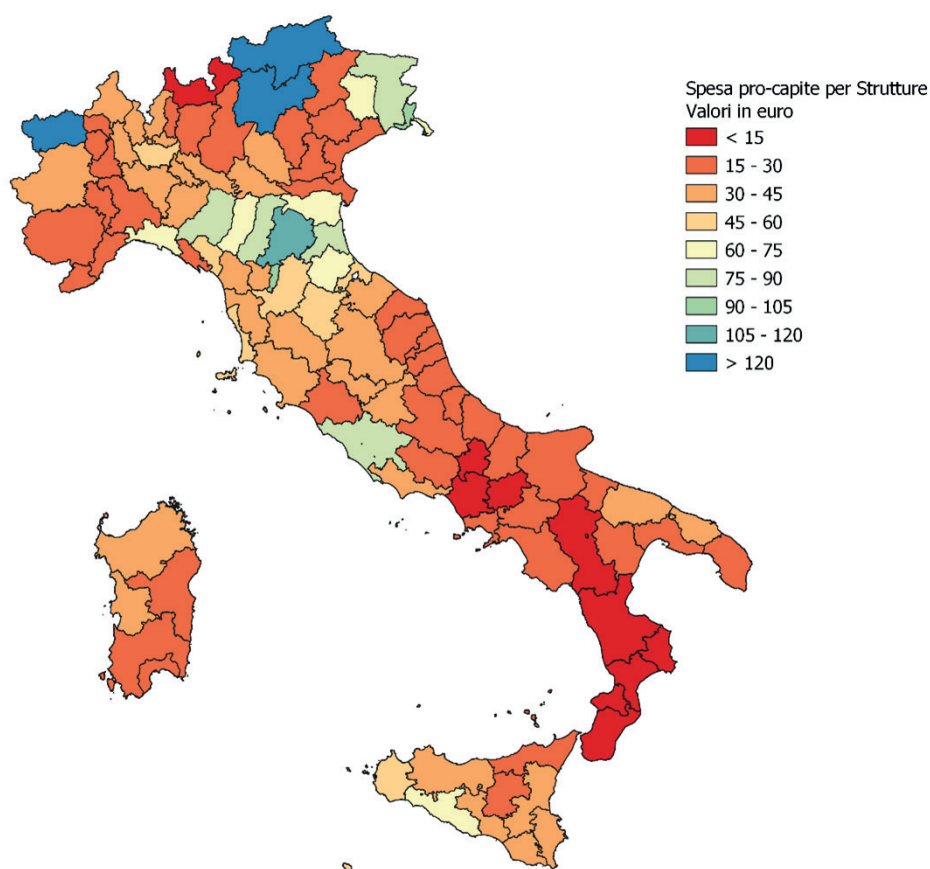 Spesa pro-capite per Strutture
Valori in euro
< 15
15 - 30
30 - 45
45 - 60
60 - 75
75 - 90
90 - 105
105 - 120
> 120